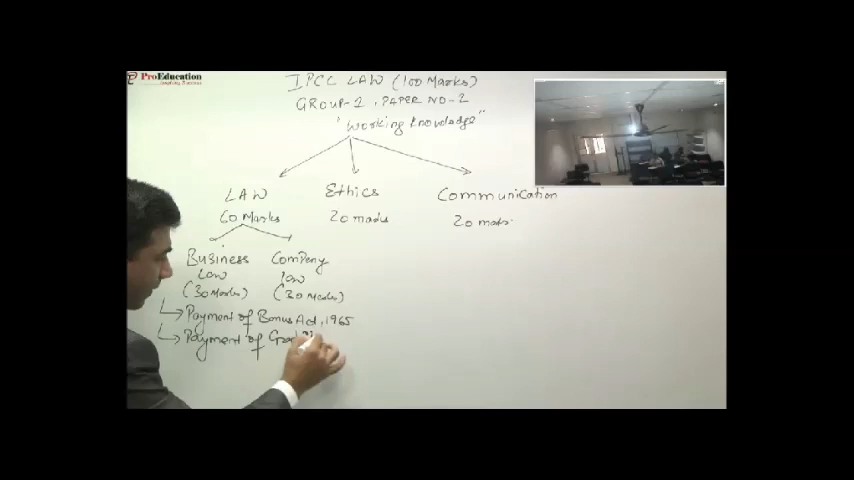 ProEducation
IPCC LAW (100 Marks)
GROUP-1, PAPER NO-2
"Working Knowledge"
LAW Ethics Communication
60 Marks 20 marks 20 marks
Business Company
Law law
(30 Marks) (30 Marks)
Payment of Bonus Act, 1965
Payment of